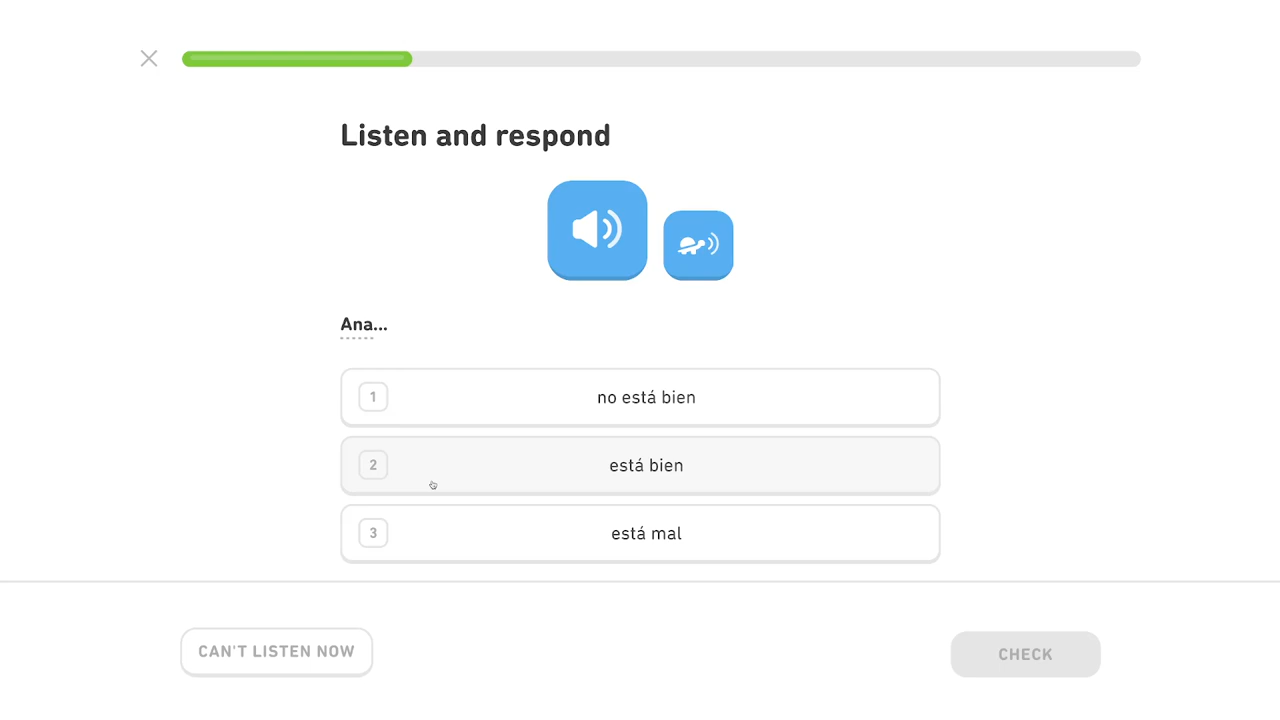 Listen and respond
Ana...
1 no está bien
2 está bien
3 está mal
CAN'T LISTEN NOW
CHECK